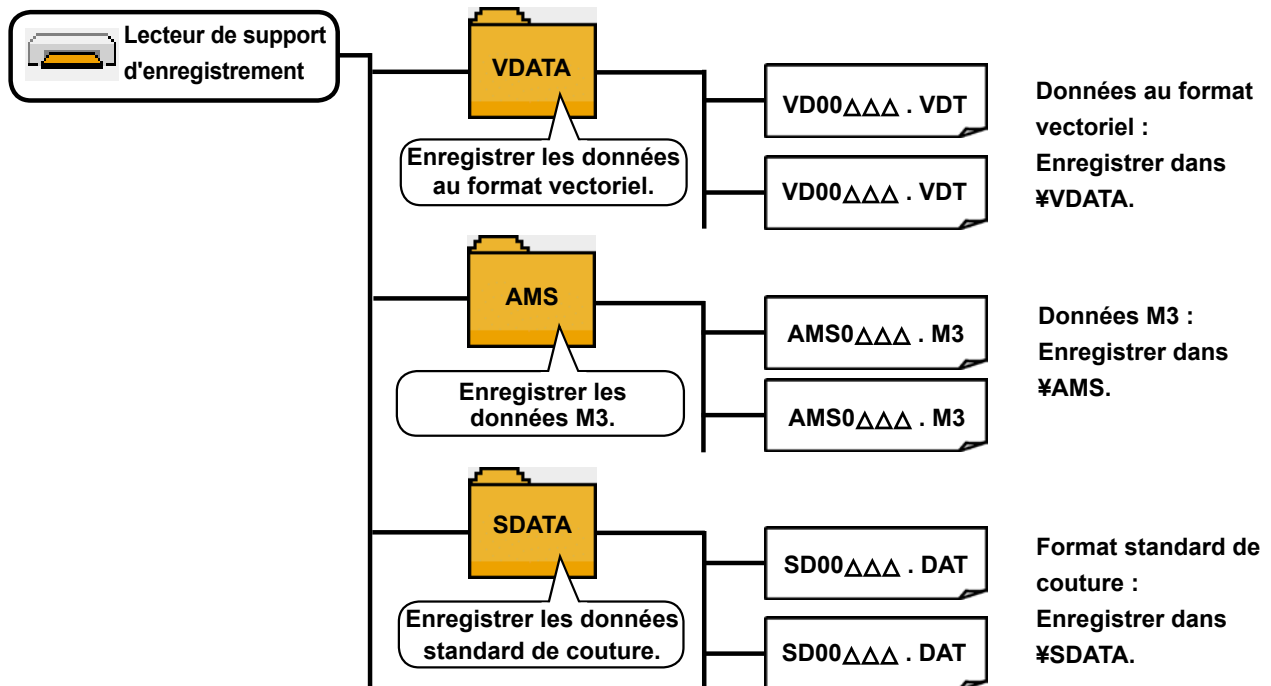 Lecteur de support
d'enregistrement
VDATA
Enregistrer les données
au format vectoriel.
VD00△△△ . VDT
VD00△△△ . VDT
Données au format
vectoriel :
Enregistrer dans
¥VDATA.
AMS
Enregistrer les
données M3.
AMS0△△△ . M3
AMS0△△△ . M3
Données M3 :
Enregistrer dans
¥AMS.
SDATA
Enregistrer les données
standard de couture.
SD00△△△ . DAT
SD00△△△ . DAT
Format standard de
couture :
Enregistrer dans
¥SDATA.